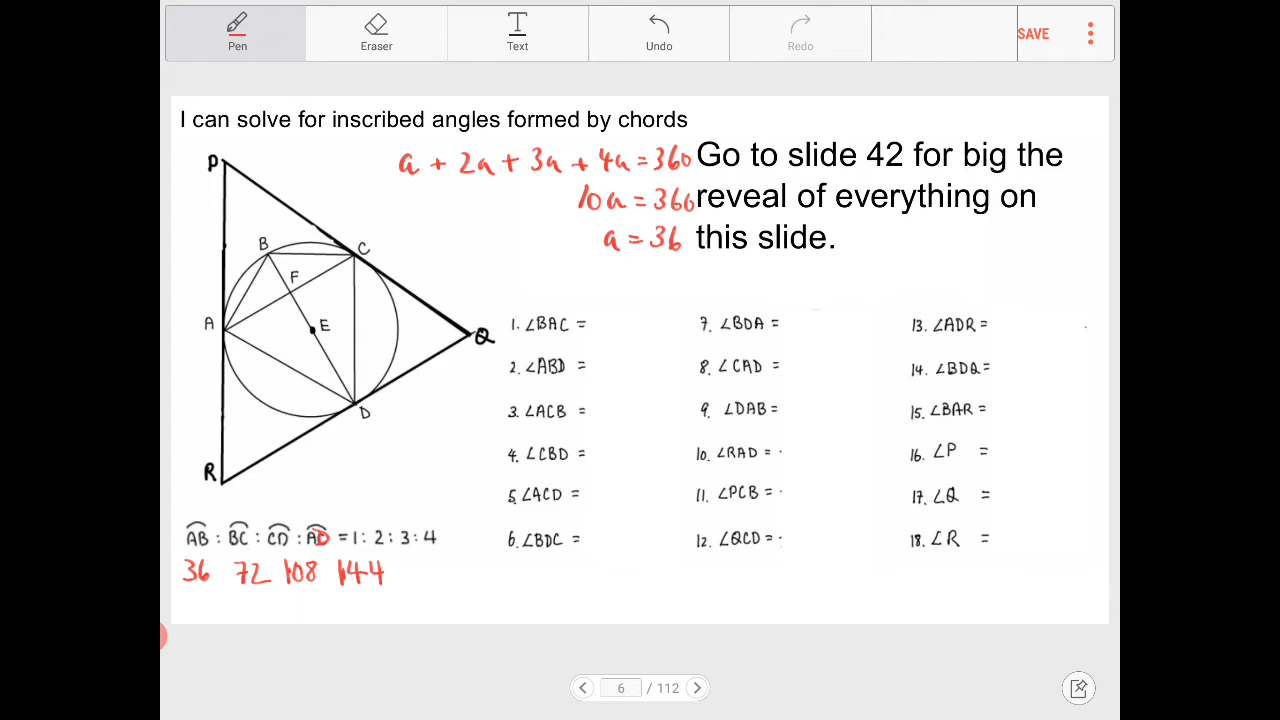 Pen Eraser Text Undo Redo SAVE
I can solve for inscribed angles formed by chords
a + 2a + 3a + 4a = 360
10a = 360
a = 36
Go to slide 42 for big the
reveal of everything on
this slide.
P
B
C
F
A
E
Q
D
R
1. ∠BAC =
2. ∠ABD =
3. ∠ACB =
4. ∠CBD =
5. ∠ACD =
6. ∠BDC =
7. ∠BDA =
8. ∠CAD =
9. ∠DAB =
10. ∠RAD =
11. ∠PCB =
12. ∠QCD =
13. ∠ADR =
14. ∠BDQ =
15. ∠BAR =
16. ∠P =
17. ∠Q =
18. ∠R =
AB : BC : CD : AD = 1 : 2 : 3 : 4
36 72 108 144
6 / 112